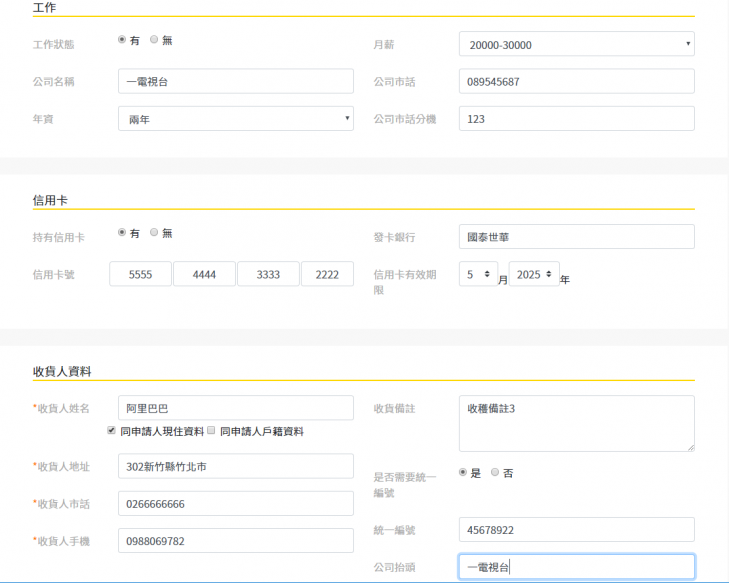 工作
工作狀態 有 無 月薪 20000-30000
公司名稱 一電視台 公司市話 089545687
年資 兩年 公司市話分機 123
信用卡
持有信用卡 有 無 發卡銀行 國泰世華
信用卡號 5555 4444 3333 2222 信用卡有效期 5 月 2025 年
限
收貨人資料
*收貨人姓名 阿里巴巴 收貨備註 收穫備註3
同申請人現住資料 同申請人戶籍資料
*收貨人地址 302新竹縣竹北市 是否需要統一 是 否
編號
*收貨人市話 0266666666
*收貨人手機 0988069782 統一編號 45678922
公司抬頭 一電視台